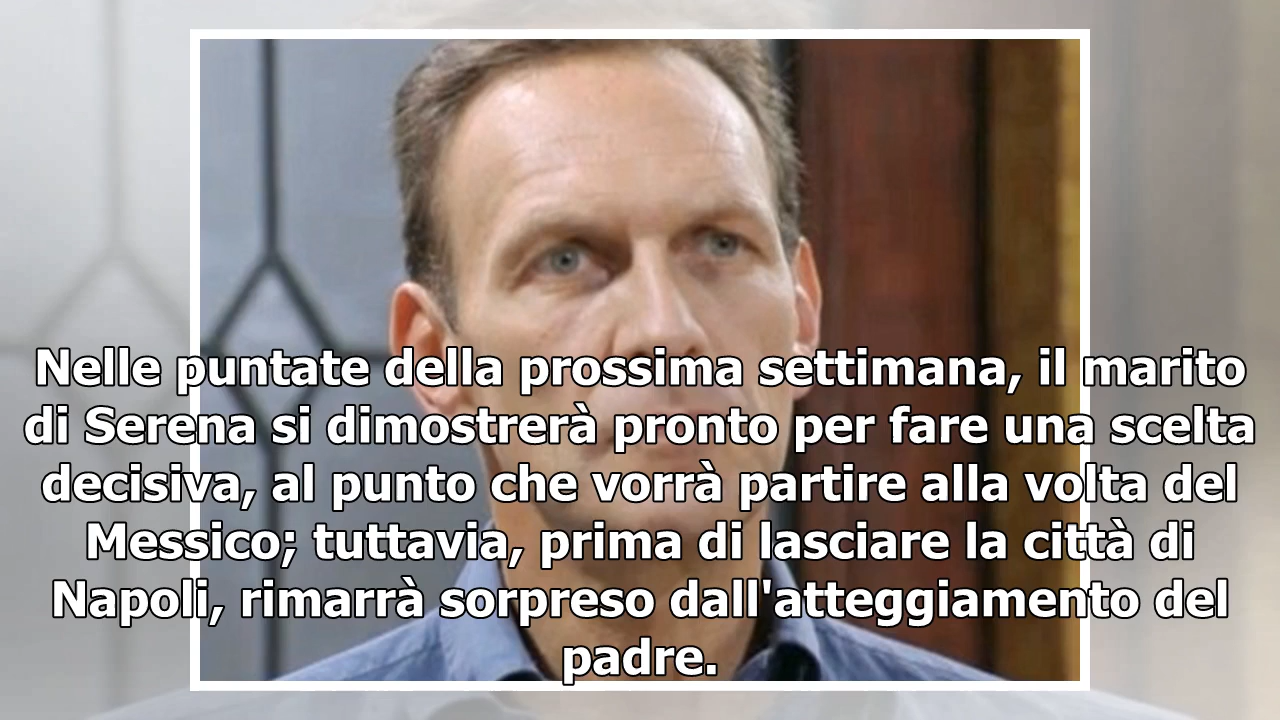 Nelle puntate della prossima settimana, il marito
di Serena si dimostrerà pronto per fare una scelta
decisiva, al punto che vorrà partire alla volta del
Messico; tuttavia, prima di lasciare la città di
Napoli, rimarrà sorpreso dall'atteggiamento del
padre.